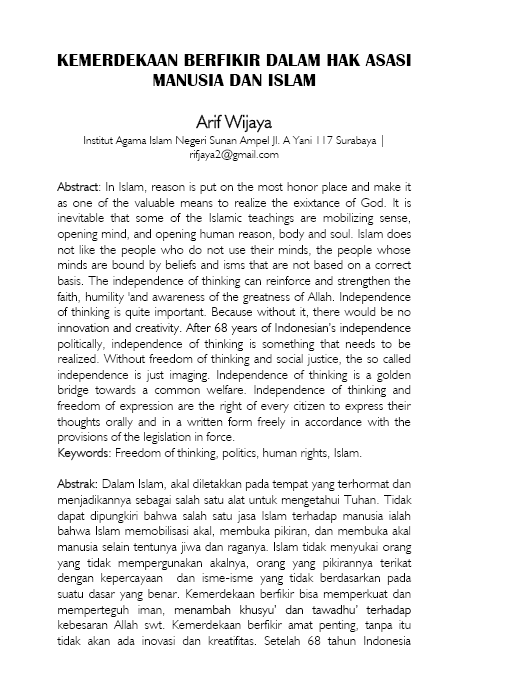 KEMERDEKAAN BERFIKIR DALAM HAK ASASI
MANUSIA DAN ISLAM
Arif Wijaya
Institut Agama Islam Negeri Sunan Ampel Jl. A Yani 117 Surabaya |
rifjaya2@gmail.com
Abstract: In Islam, reason is put on the most honor place and make it
as one of the valuable means to realize the exixtance of God. It is
inevitable that some of the Islamic teachings are mobilizing sense,
opening mind, and opening human reason, body and soul. Islam does
not like the people who do not use their minds, the people whose
minds are bound by beliefs and isms that are not based on a correct
basis. The independence of thinking can reinforce and strengthen the
faith, humility 'and awareness of the greatness of Allah. Independence
of thinking is quite important. Because without it, there would be no
innovation and creativity. After 68 years of Indonesian's independence
politically, independence of thinking is something that needs to be
realized. Without freedom of thinking and social justice, the so called
independence is just imaging. Independence of thinking is a golden
bridge towards a common welfare. Independence of thinking and
freedom of expression are the right of every citizen to express their
thoughts orally and in a written form freely in accordance with the
provisions of the legislation in force.
Keywords: Freedom of thinking, politics, human rights, Islam.
Abstrak: Dalam Islam, akal diletakkan pada tempat yang terhormat dan
menjadikannya sebagai salah satu alat untuk mengetahui Tuhan. Tidak
dapat dipungkiri bahwa salah satu jasa Islam terhadap manusia ialah
bahwa Islam memobilisasi akal, membuka pikiran, dan membuka akal
manusia selain tentunya jiwa dan raganya. Islam tidak menyukai orang
yang tidak mempergunakan akalnya, orang yang pikirannya terikat
dengan kepercayaan dan isme-isme yang tidak berdasarkan pada
suatu dasar yang benar. Kemerdekaan berfikir bisa memperkuat dan
memperteguh iman, menambah khusyu' dan tawadhu' terhadap
kebesaran Allah swt. Kemerdekaan berfikir amat penting, tanpa itu
tidak akan ada inovasi dan kreatifitas. Setelah 68 tahun Indonesia